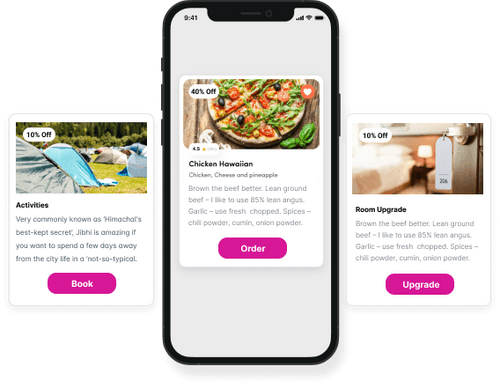 9:41
10% Off
Activities
Very commonly known as 'Himachal's
best-kept secret', Jibhi is amazing if
you want to spend a few days away
from the city life in a 'not-so-typical.
Book
40% Off
4.5
Chicken Hawaiian
Chicken, Cheese and pineapple
Brown the beef better. Lean ground
beef – I like to use 85% lean angus.
Garlic – use fresh chopped. Spices –
chili powder, cumin, onion powder.
Order
10% Off
306
Room Upgrade
Brown the beef better. Lean ground
beef – I like to use 85% lean angus.
Garlic – use fresh chopped. Spices –
chili powder, cumin, onion powder.
Upgrade